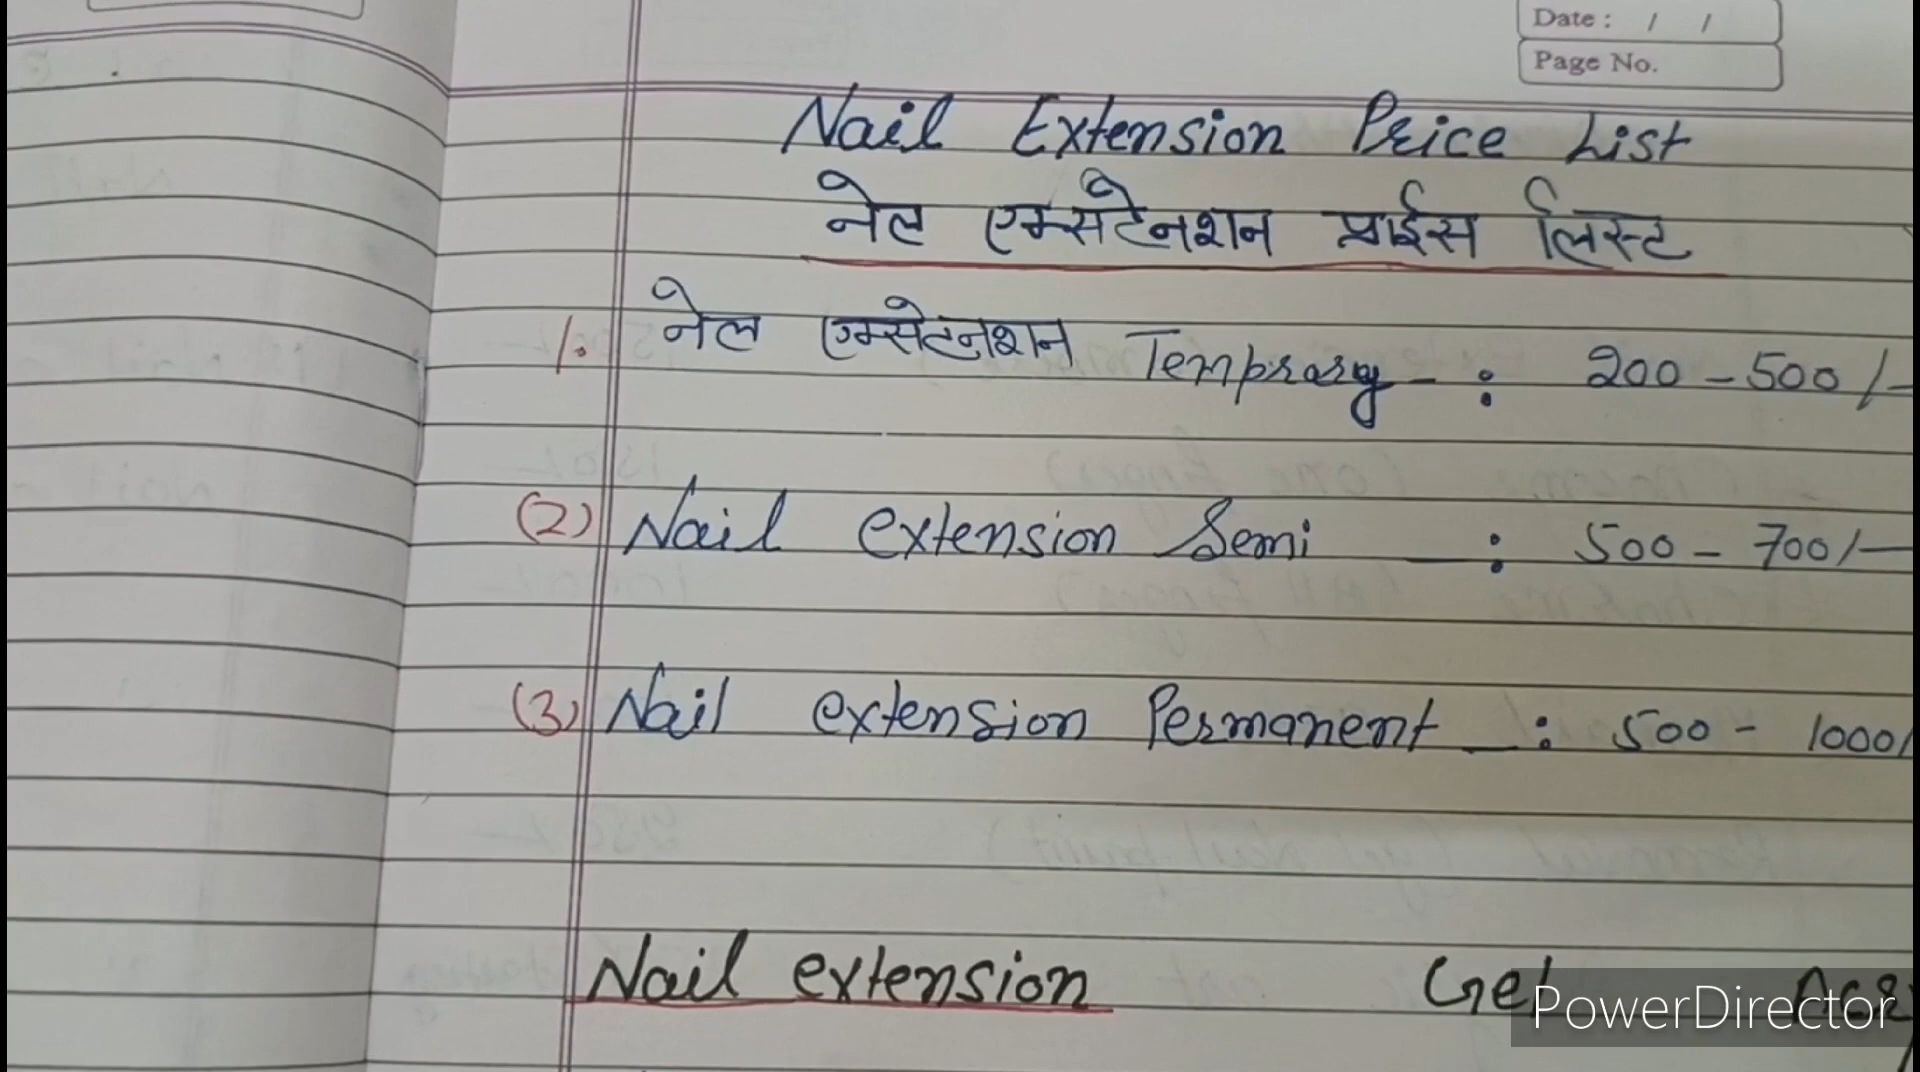 Date : / /
Page No.
Nail Extension Price List
नेल एक्सटेनशन प्राईस लिस्ट
1. नेल एक्सटेनशन Temprary - : 200 - 500/-
(2) Nail extension Semi - : 500 - 700/-
(3) Nail extension Permanent - : 500 - 1000/
Nail extension Gel
PowerDirector